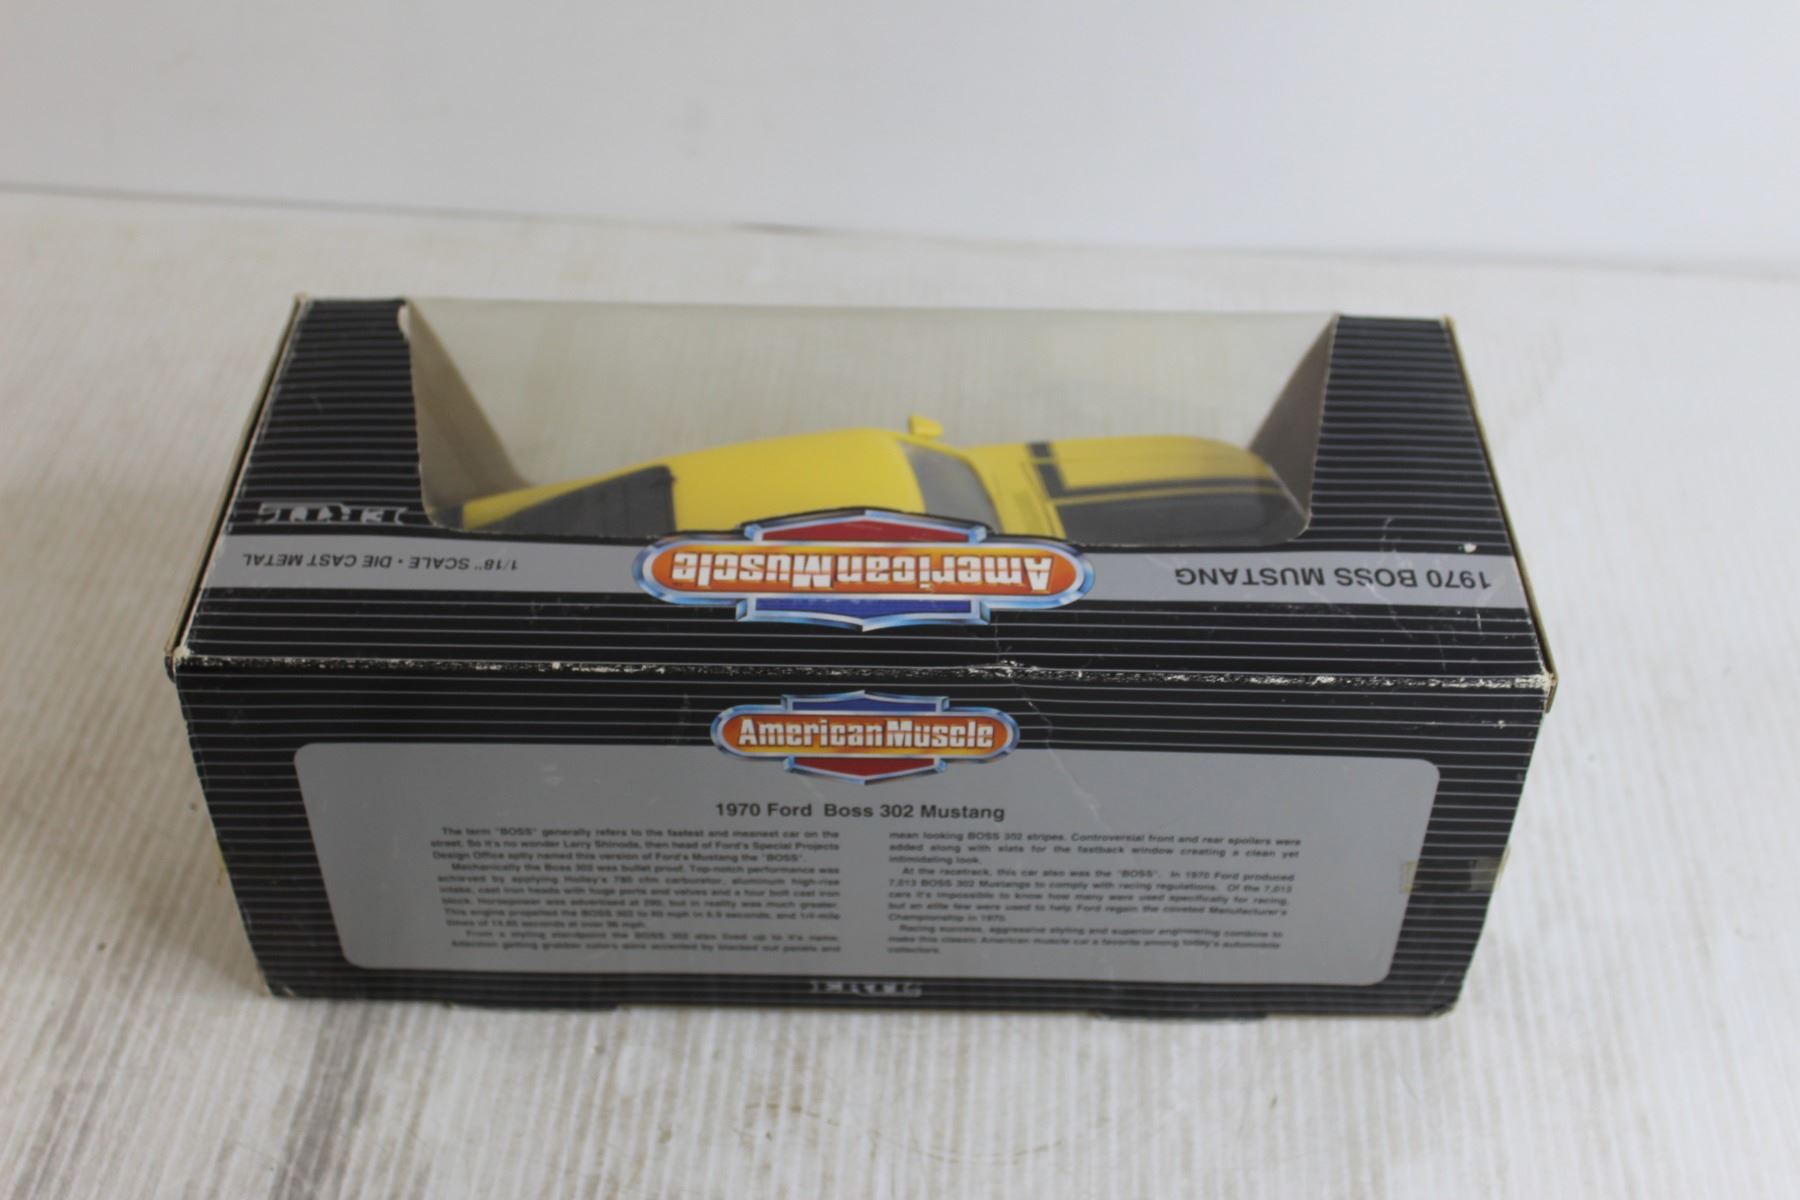 ERTL
1/18" SCALE • DIE CAST METAL
American Muscle
1970 BOSS MUSTANG
American Muscle
1970 Ford Boss 302 Mustang
The term "BOSS" generally refers to the fastest and meanest car on the
street. So it's no wonder Larry Shinoda, then head of Ford's Special Projects
Design Office aptly named this version of Ford's Mustang the "BOSS".
Mechanically the Boss 302 was bullet proof. Top-notch performance was
achieved by applying Holley's 780 cfm carburator, aluminum high-rise
intake, cast iron heads with huge ports and valves and a four bolt cast iron
block. Horsepower was advertised at 290, but in reality was much greater.
This engine propelled the BOSS 302 to 60 mph in 6.9 seconds, and 1/4-mile
times of 14.85 seconds at over 96 mph.
From a styling standpoint the BOSS 302 also lived up to it's name.
Attention getting grabber colors were accented by blacked out panels and
mean looking BOSS 302 stripes. Controversial front and rear spoilers were
added along with slats for the fastback window creating a clean yet
intimidating look.
At the racetrack, this car also was the "BOSS". In 1970 Ford produced
7,013 BOSS 302 Mustangs to comply with racing regulations. Of the 7,013
cars it's impossible to know how many were used specifically for racing,
but an elite few were used to help Ford regain the coveted Manufacturer's
Championship in 1970.
Racing success, aggressive styling and superior engineering combine to
make this classic American muscle car a favorite among today's automobile
collectors.
ERTL